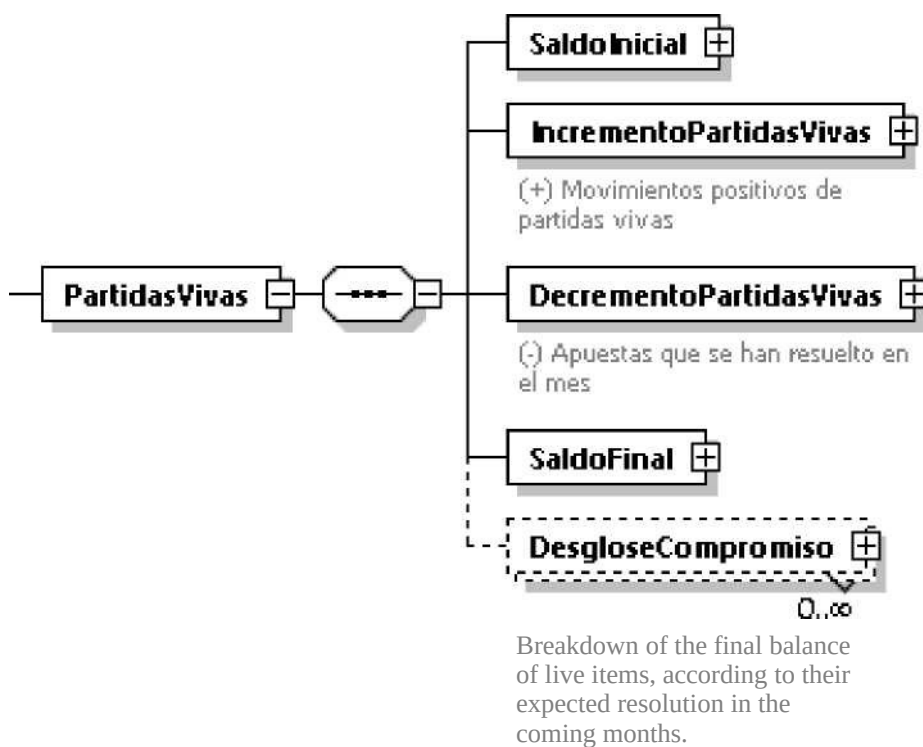 SaldoInicial
IncrementoPartidasVivas
(+) Movimientos positivos de
partidas vivas
PartidasVivas
DecrementoPartidasVivas
(-) Apuestas que se han resuelto en
el mes
SaldoFinal
DesgloseCompromiso
0..∞
Breakdown of the final balance
of live items, according to their
expected resolution in the
coming months.